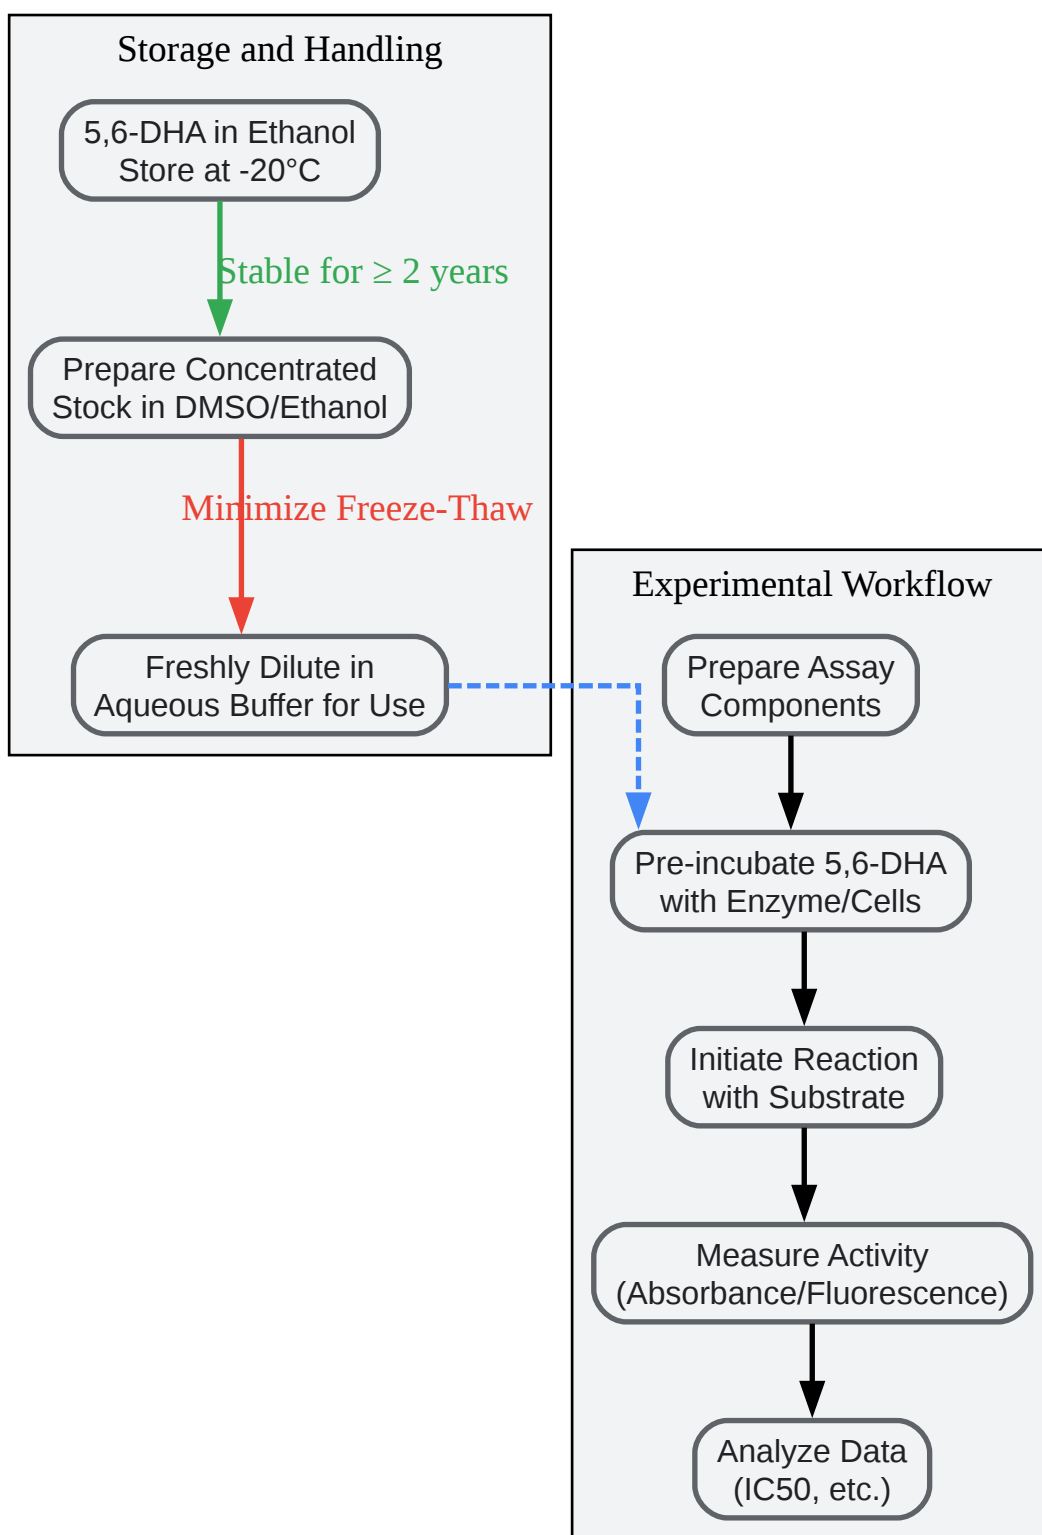 Storage and Handling
5,6-DHA in Ethanol
Store at -20°C
Stable for ≥ 2 years
Prepare Concentrated
Stock in DMSO/Ethanol
Minimize Freeze-Thaw
Freshly Dilute in
Aqueous Buffer for Use
Experimental Workflow
Prepare Assay
Components
Pre-incubate 5,6-DHA
with Enzyme/Cells
Initiate Reaction
with Substrate
Measure Activity
(Absorbance/Fluorescence)
Analyze Data
(IC50, etc.)